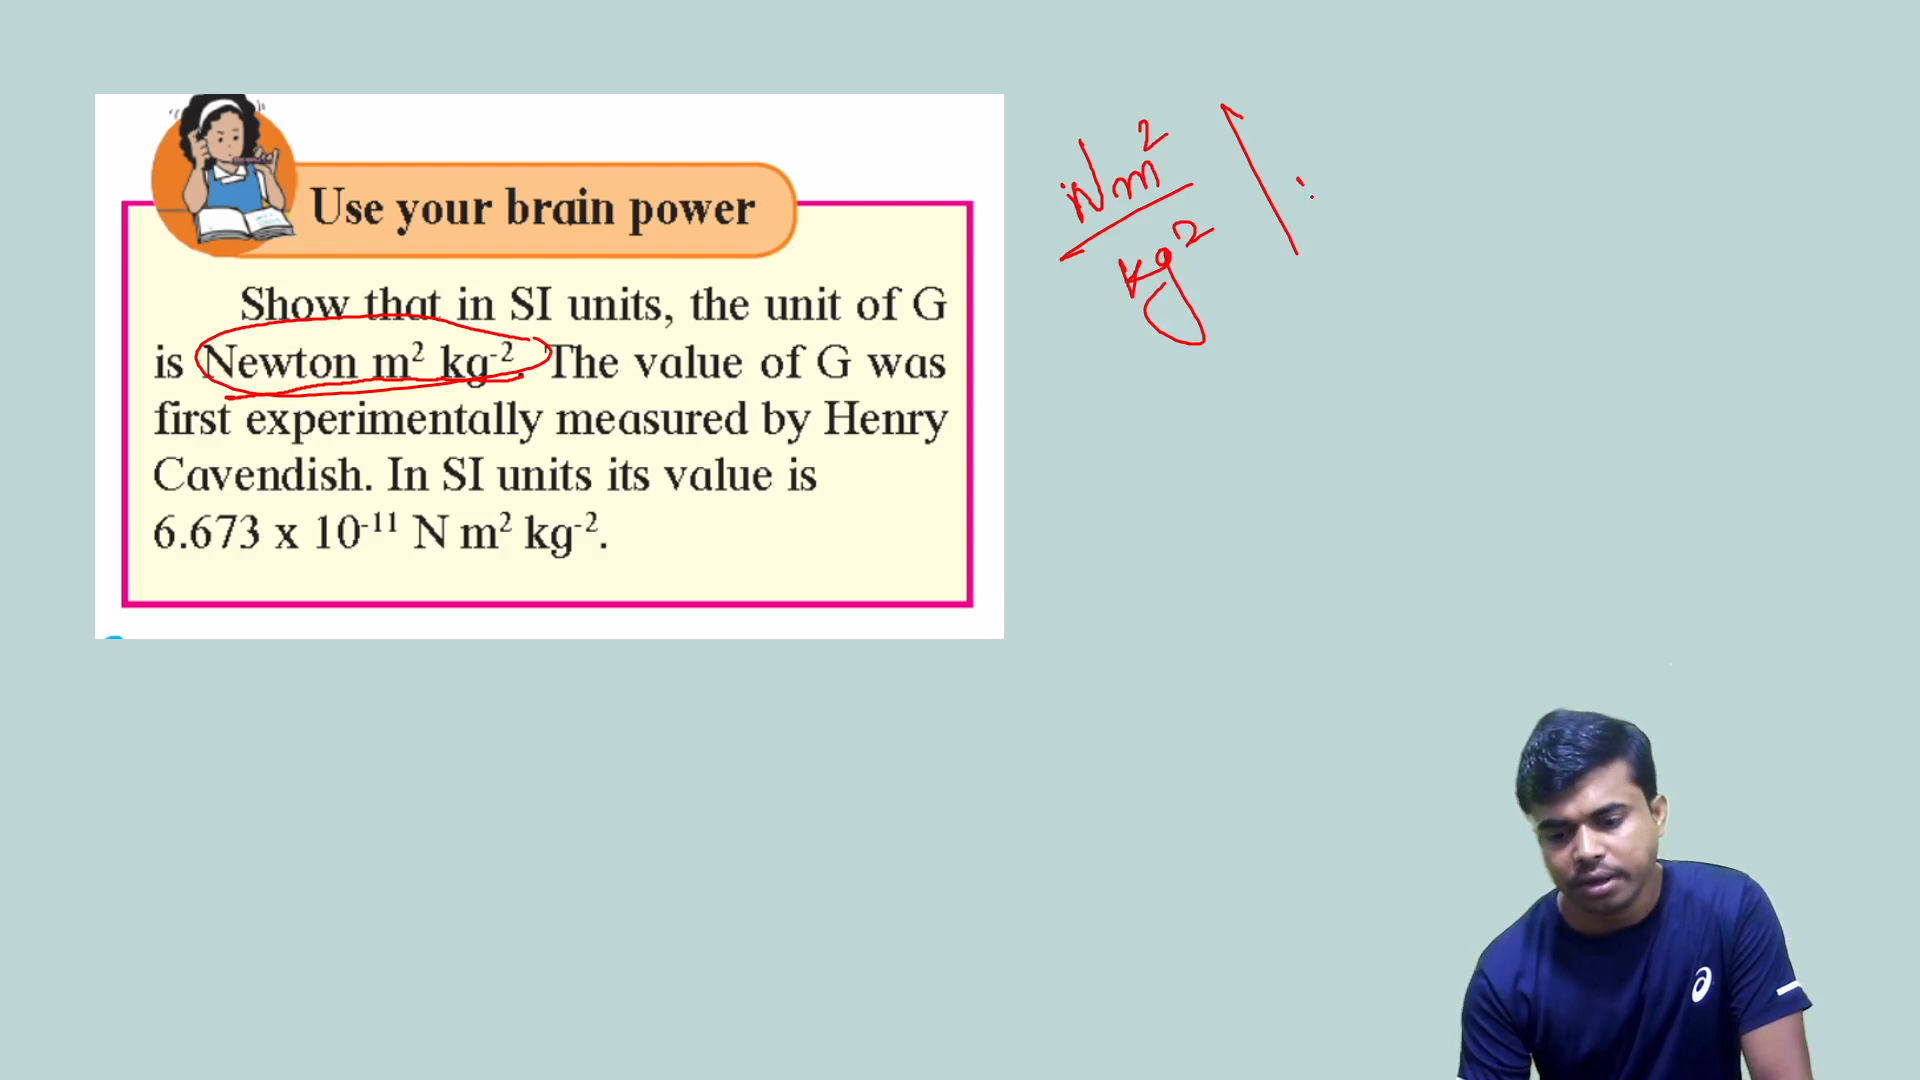 Use your brain power
Show that in SI units, the unit of G
is Newton m² kg⁻². The value of G was
first experimentally measured by Henry
Cavendish. In SI units its value is
6.673 x 10⁻¹¹ N m² kg⁻².
Nm²
kg²